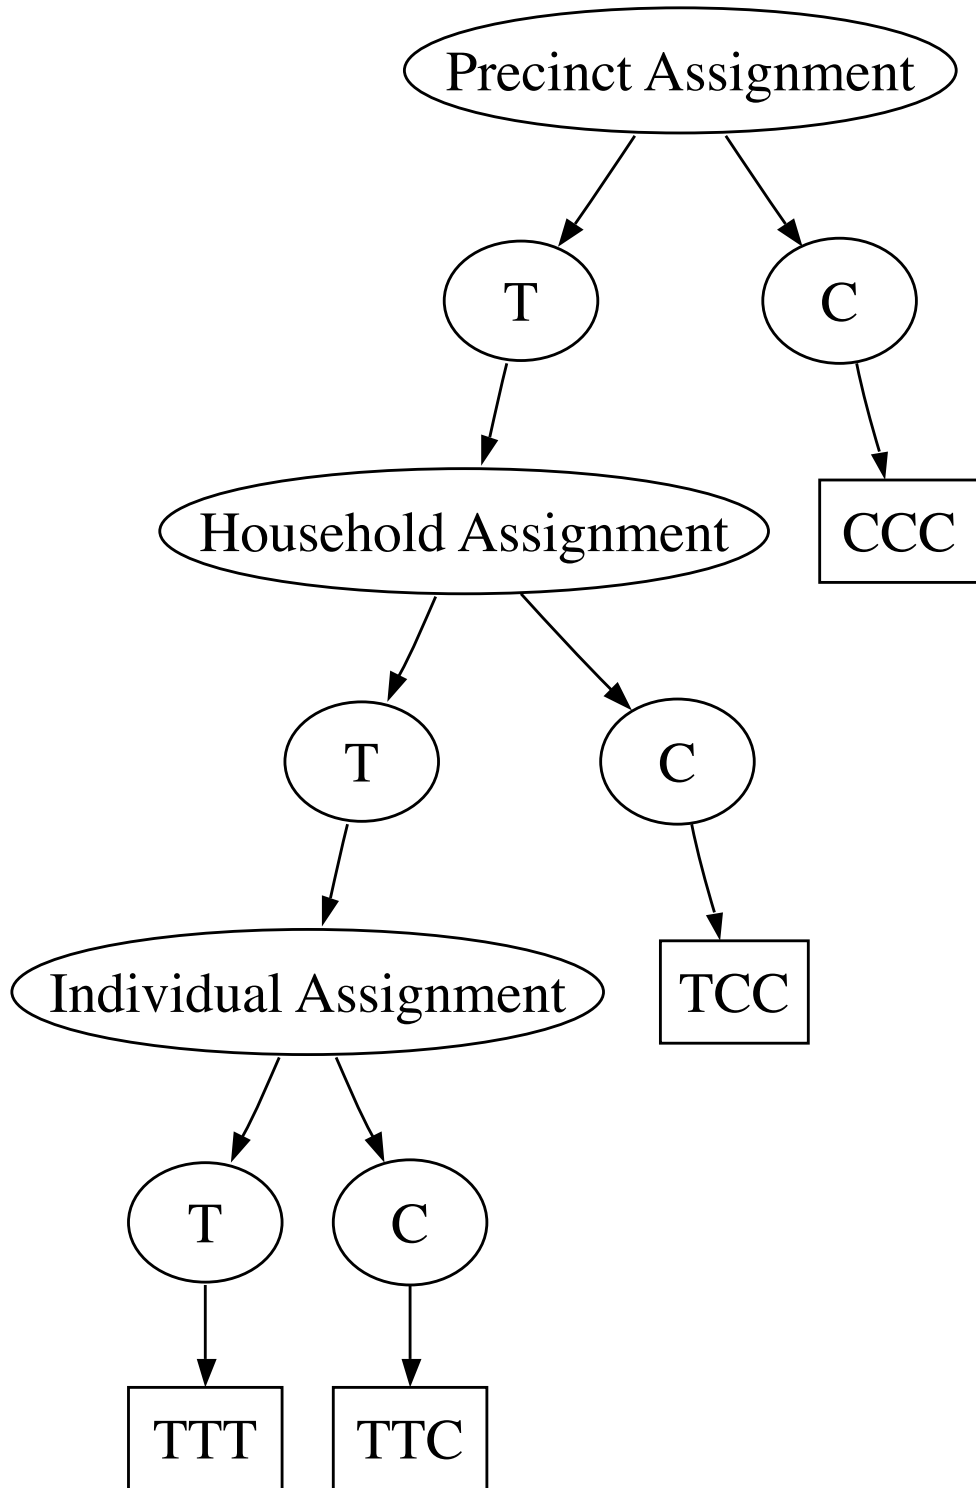 Precinct Assignment
T
C
Household Assignment
CCC
T
C
Individual Assignment
TCC
T
C
TTT
TTC